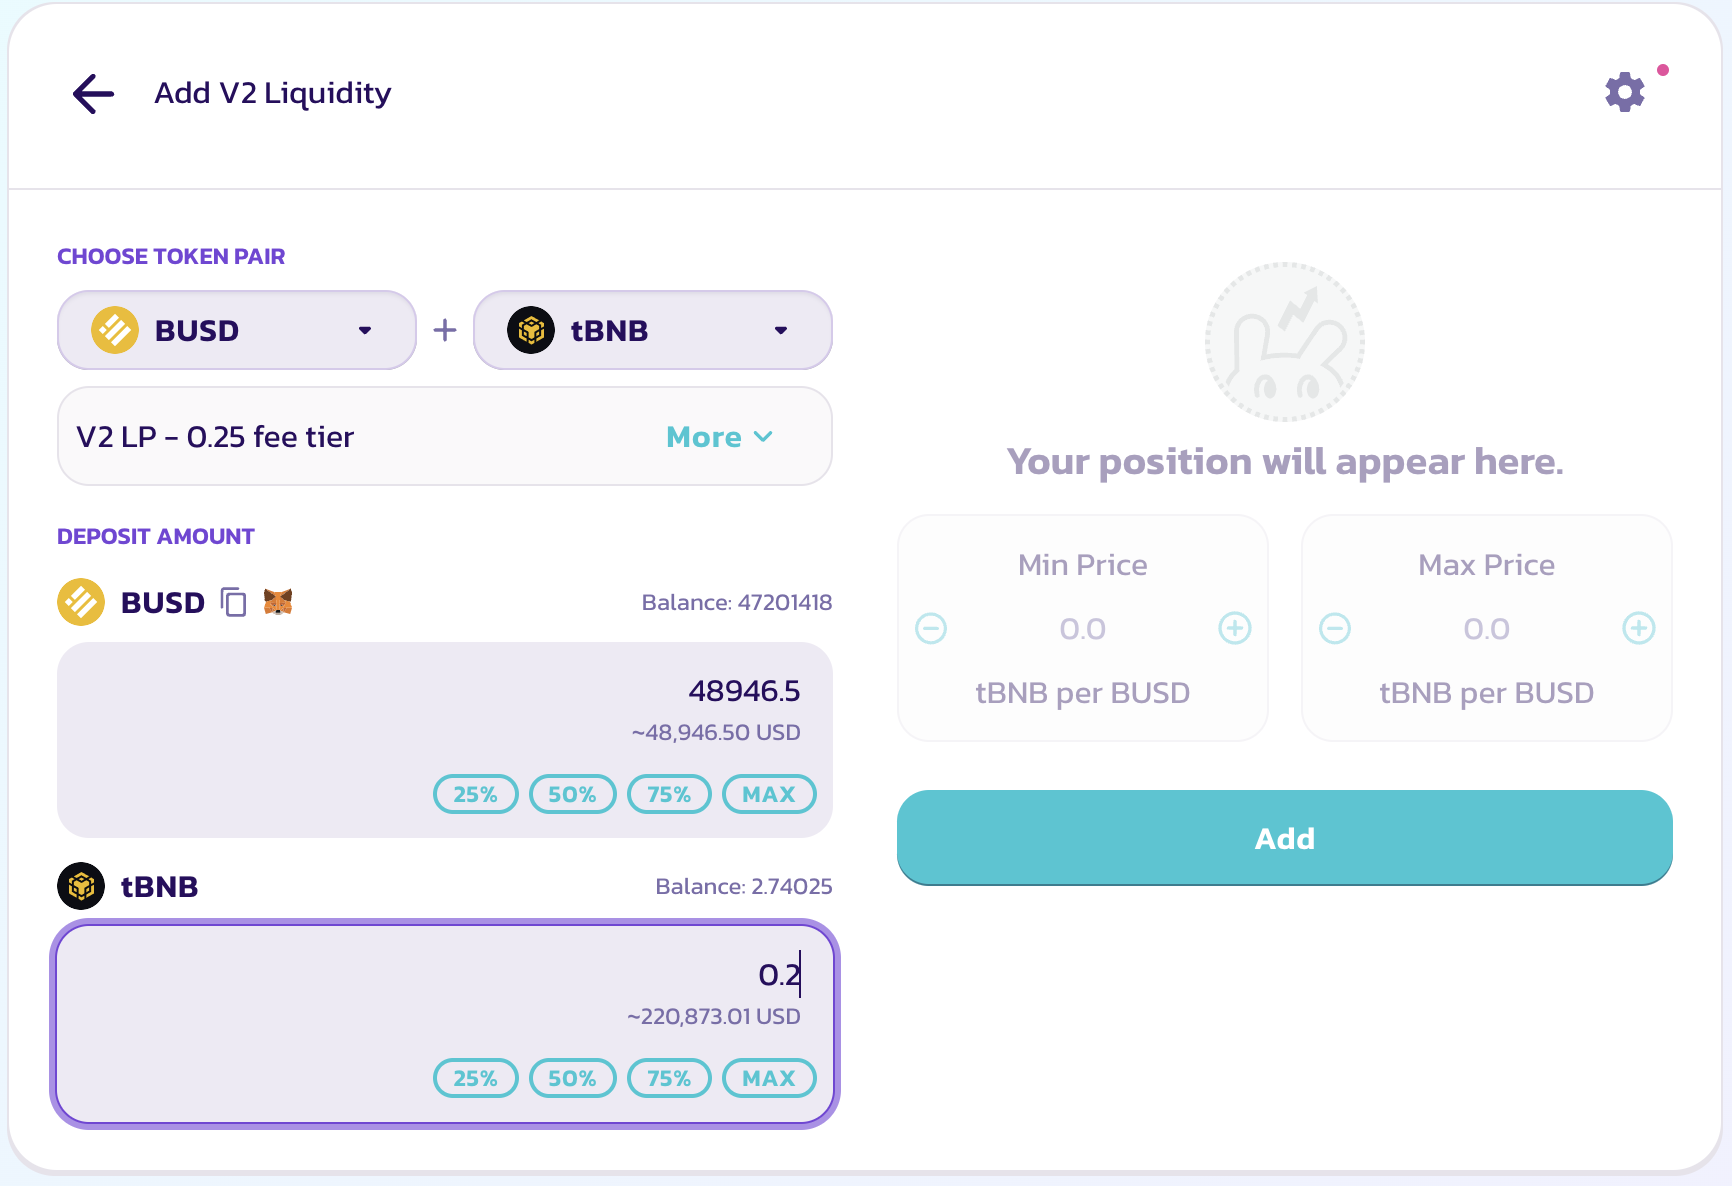 Add V2 Liquidity
CHOOSE TOKEN PAIR
BUSD + tBNB
V2 LP - 0.25 fee tier More
DEPOSIT AMOUNT
BUSD Balance: 47201418
48946.5
~48,946.50 USD
25% 50% 75% MAX
tBNB Balance: 2.74025
0.2
~220,873.01 USD
25% 50% 75% MAX
Your position will appear here.
Min Price
0.0
tBNB per BUSD
Max Price
0.0
tBNB per BUSD
Add